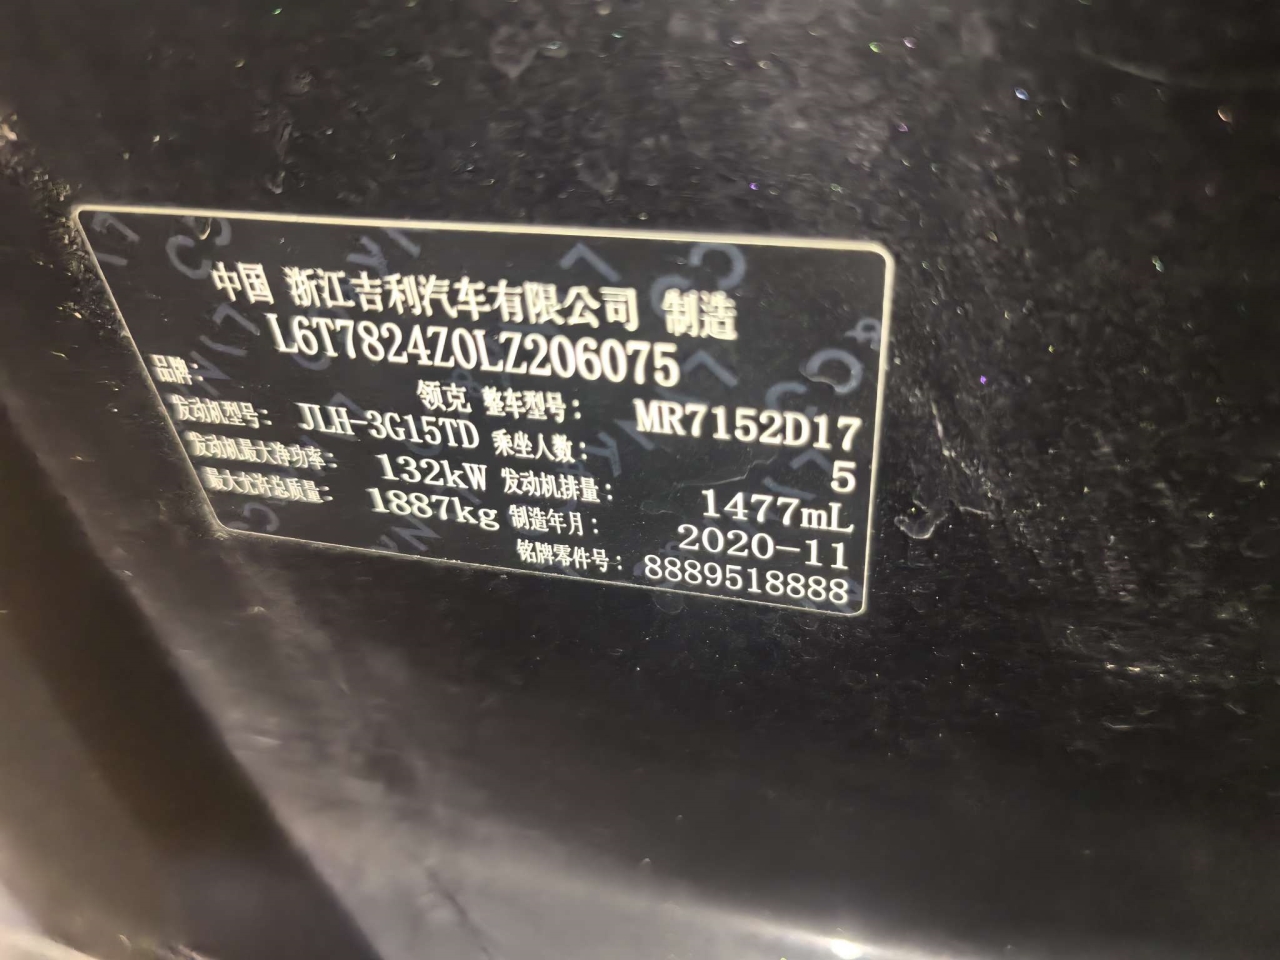 中国 浙江吉利汽车有限公司 制造
L6T7824Z0LZ206075
品牌： 领克 整车型号： MR7152D17
发动机型号： JLH-3G15TD 乘坐人数： 5
发动机最大净功率： 132kW 发动机排量： 1477mL
最大允许总质量： 1887kg 制造年月： 2020-11
铭牌零件号： 8889518888